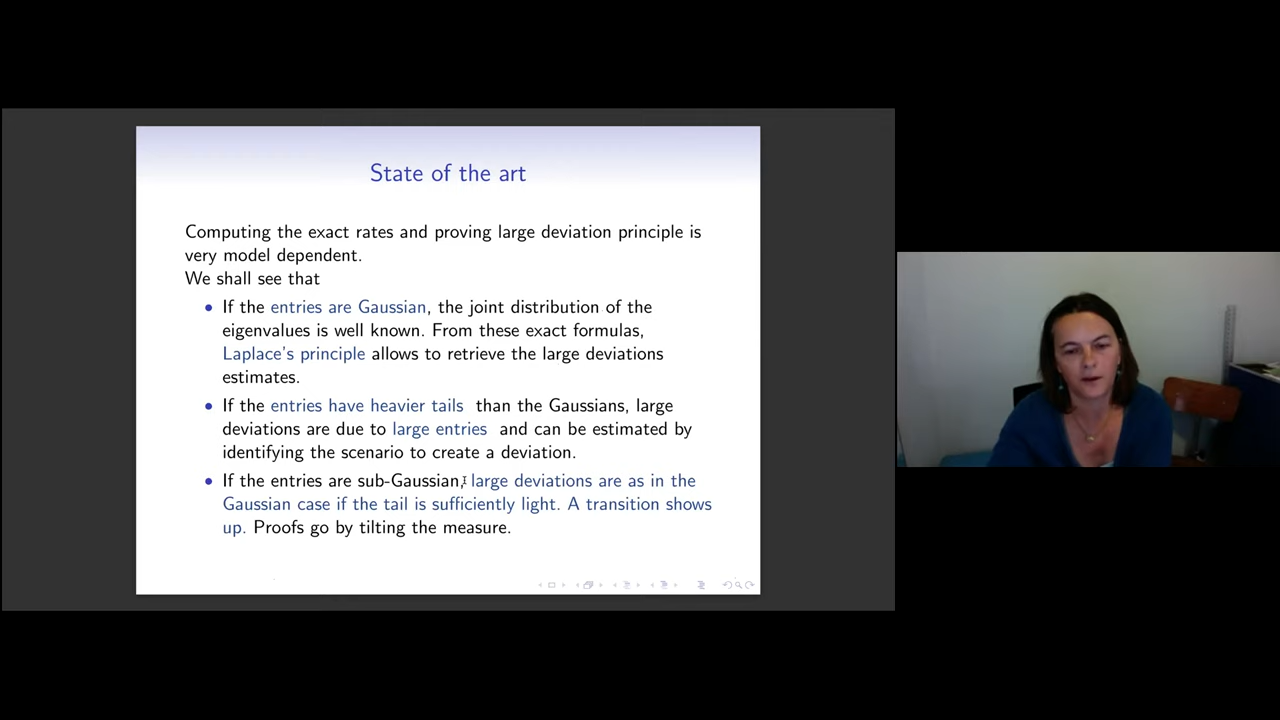 State of the art
Computing the exact rates and proving large deviation principle is
very model dependent.
We shall see that
• If the entries are Gaussian, the joint distribution of the
eigenvalues is well known. From these exact formulas,
Laplace's principle allows to retrieve the large deviations
estimates.
• If the entries have heavier tails than the Gaussians, large
deviations are due to large entries and can be estimated by
identifying the scenario to create a deviation.
• If the entries are sub-Gaussian, large deviations are as in the
Gaussian case if the tail is sufficiently light. A transition shows
up. Proofs go by tilting the measure.